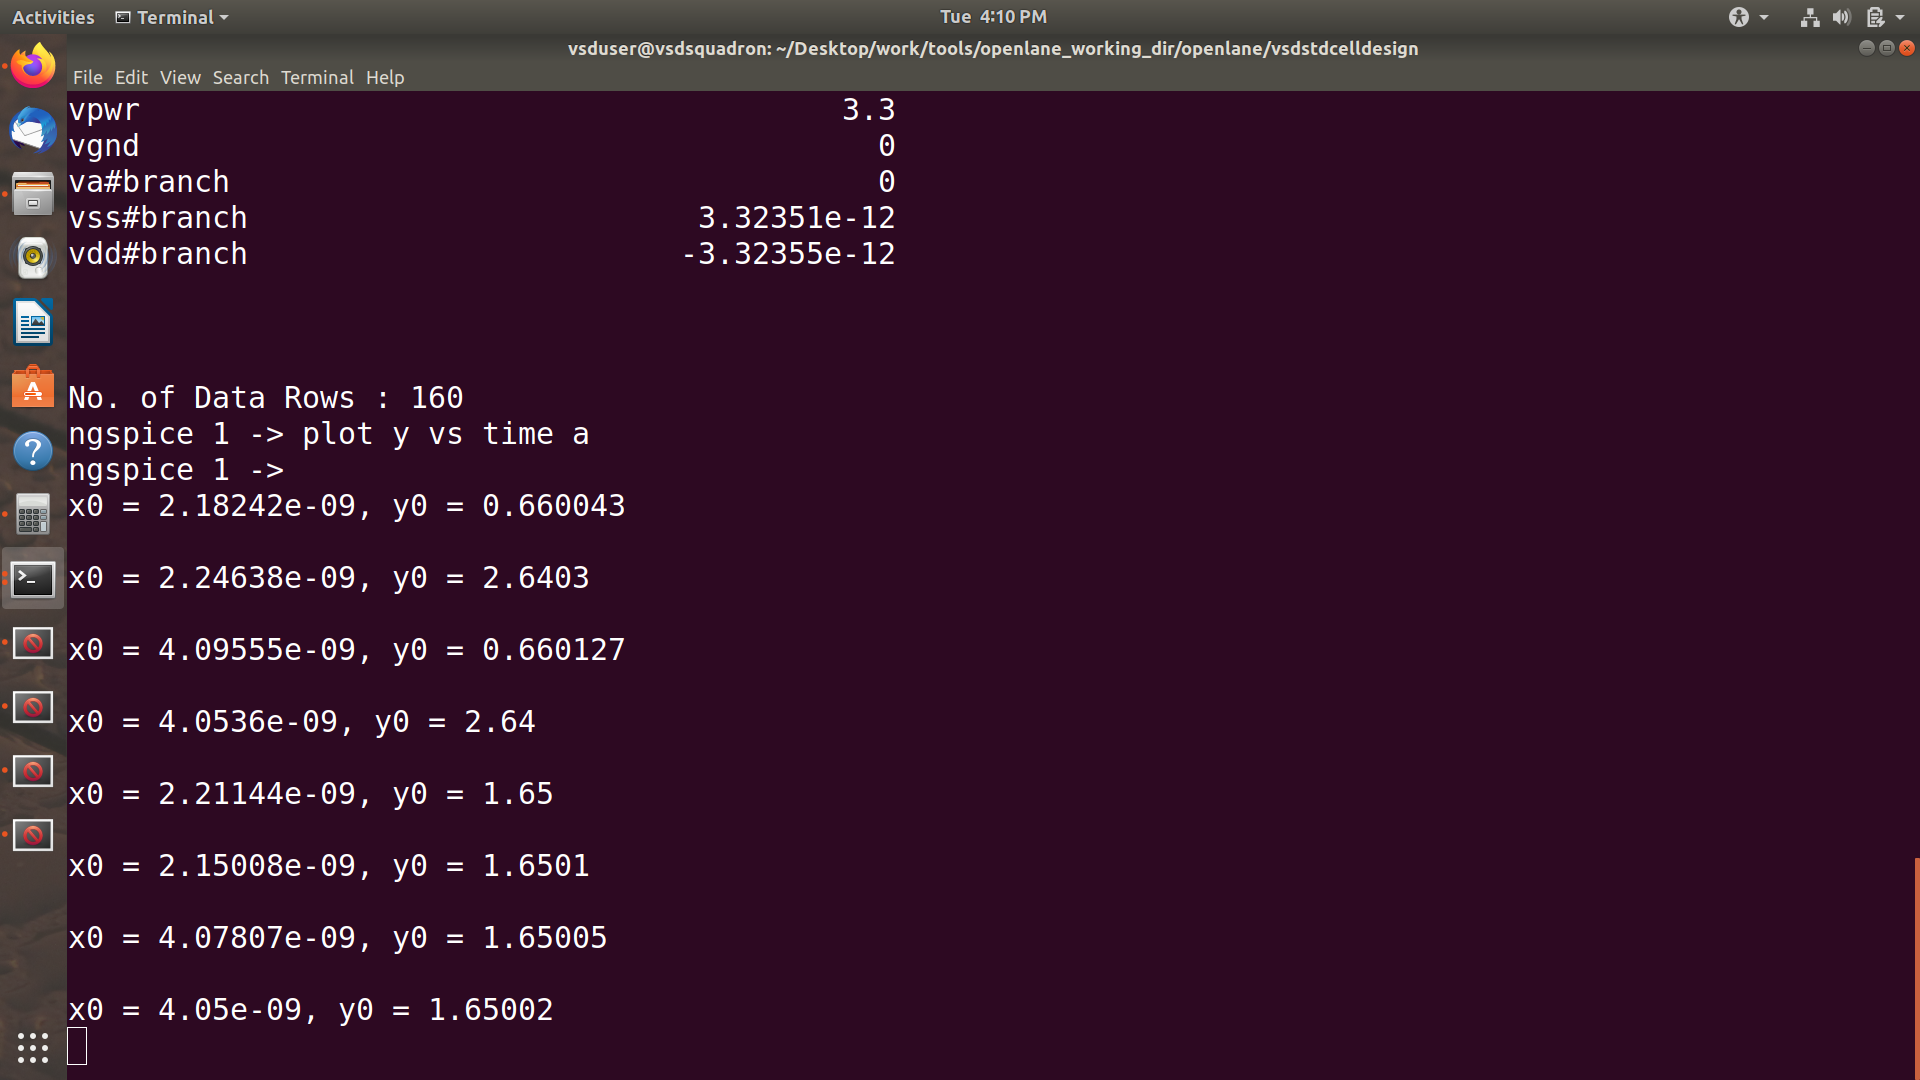 Activities Terminal Tue 4:10 PM
vsduser@vsdsquadron: ~/Desktop/work/tools/openlane_working_dir/openlane/vsdstdcelldesign
File Edit View Search Terminal Help
vpwr 3.3
vgnd 0
va#branch 0
vss#branch 3.32351e-12
vdd#branch -3.32355e-12
No. of Data Rows : 160
ngspice 1 -> plot y vs time a
ngspice 1 ->
x0 = 2.18242e-09, y0 = 0.660043
x0 = 2.24638e-09, y0 = 2.6403
x0 = 4.09555e-09, y0 = 0.660127
x0 = 4.0536e-09, y0 = 2.64
x0 = 2.21144e-09, y0 = 1.65
x0 = 2.15008e-09, y0 = 1.6501
x0 = 4.07807e-09, y0 = 1.65005
x0 = 4.05e-09, y0 = 1.65002